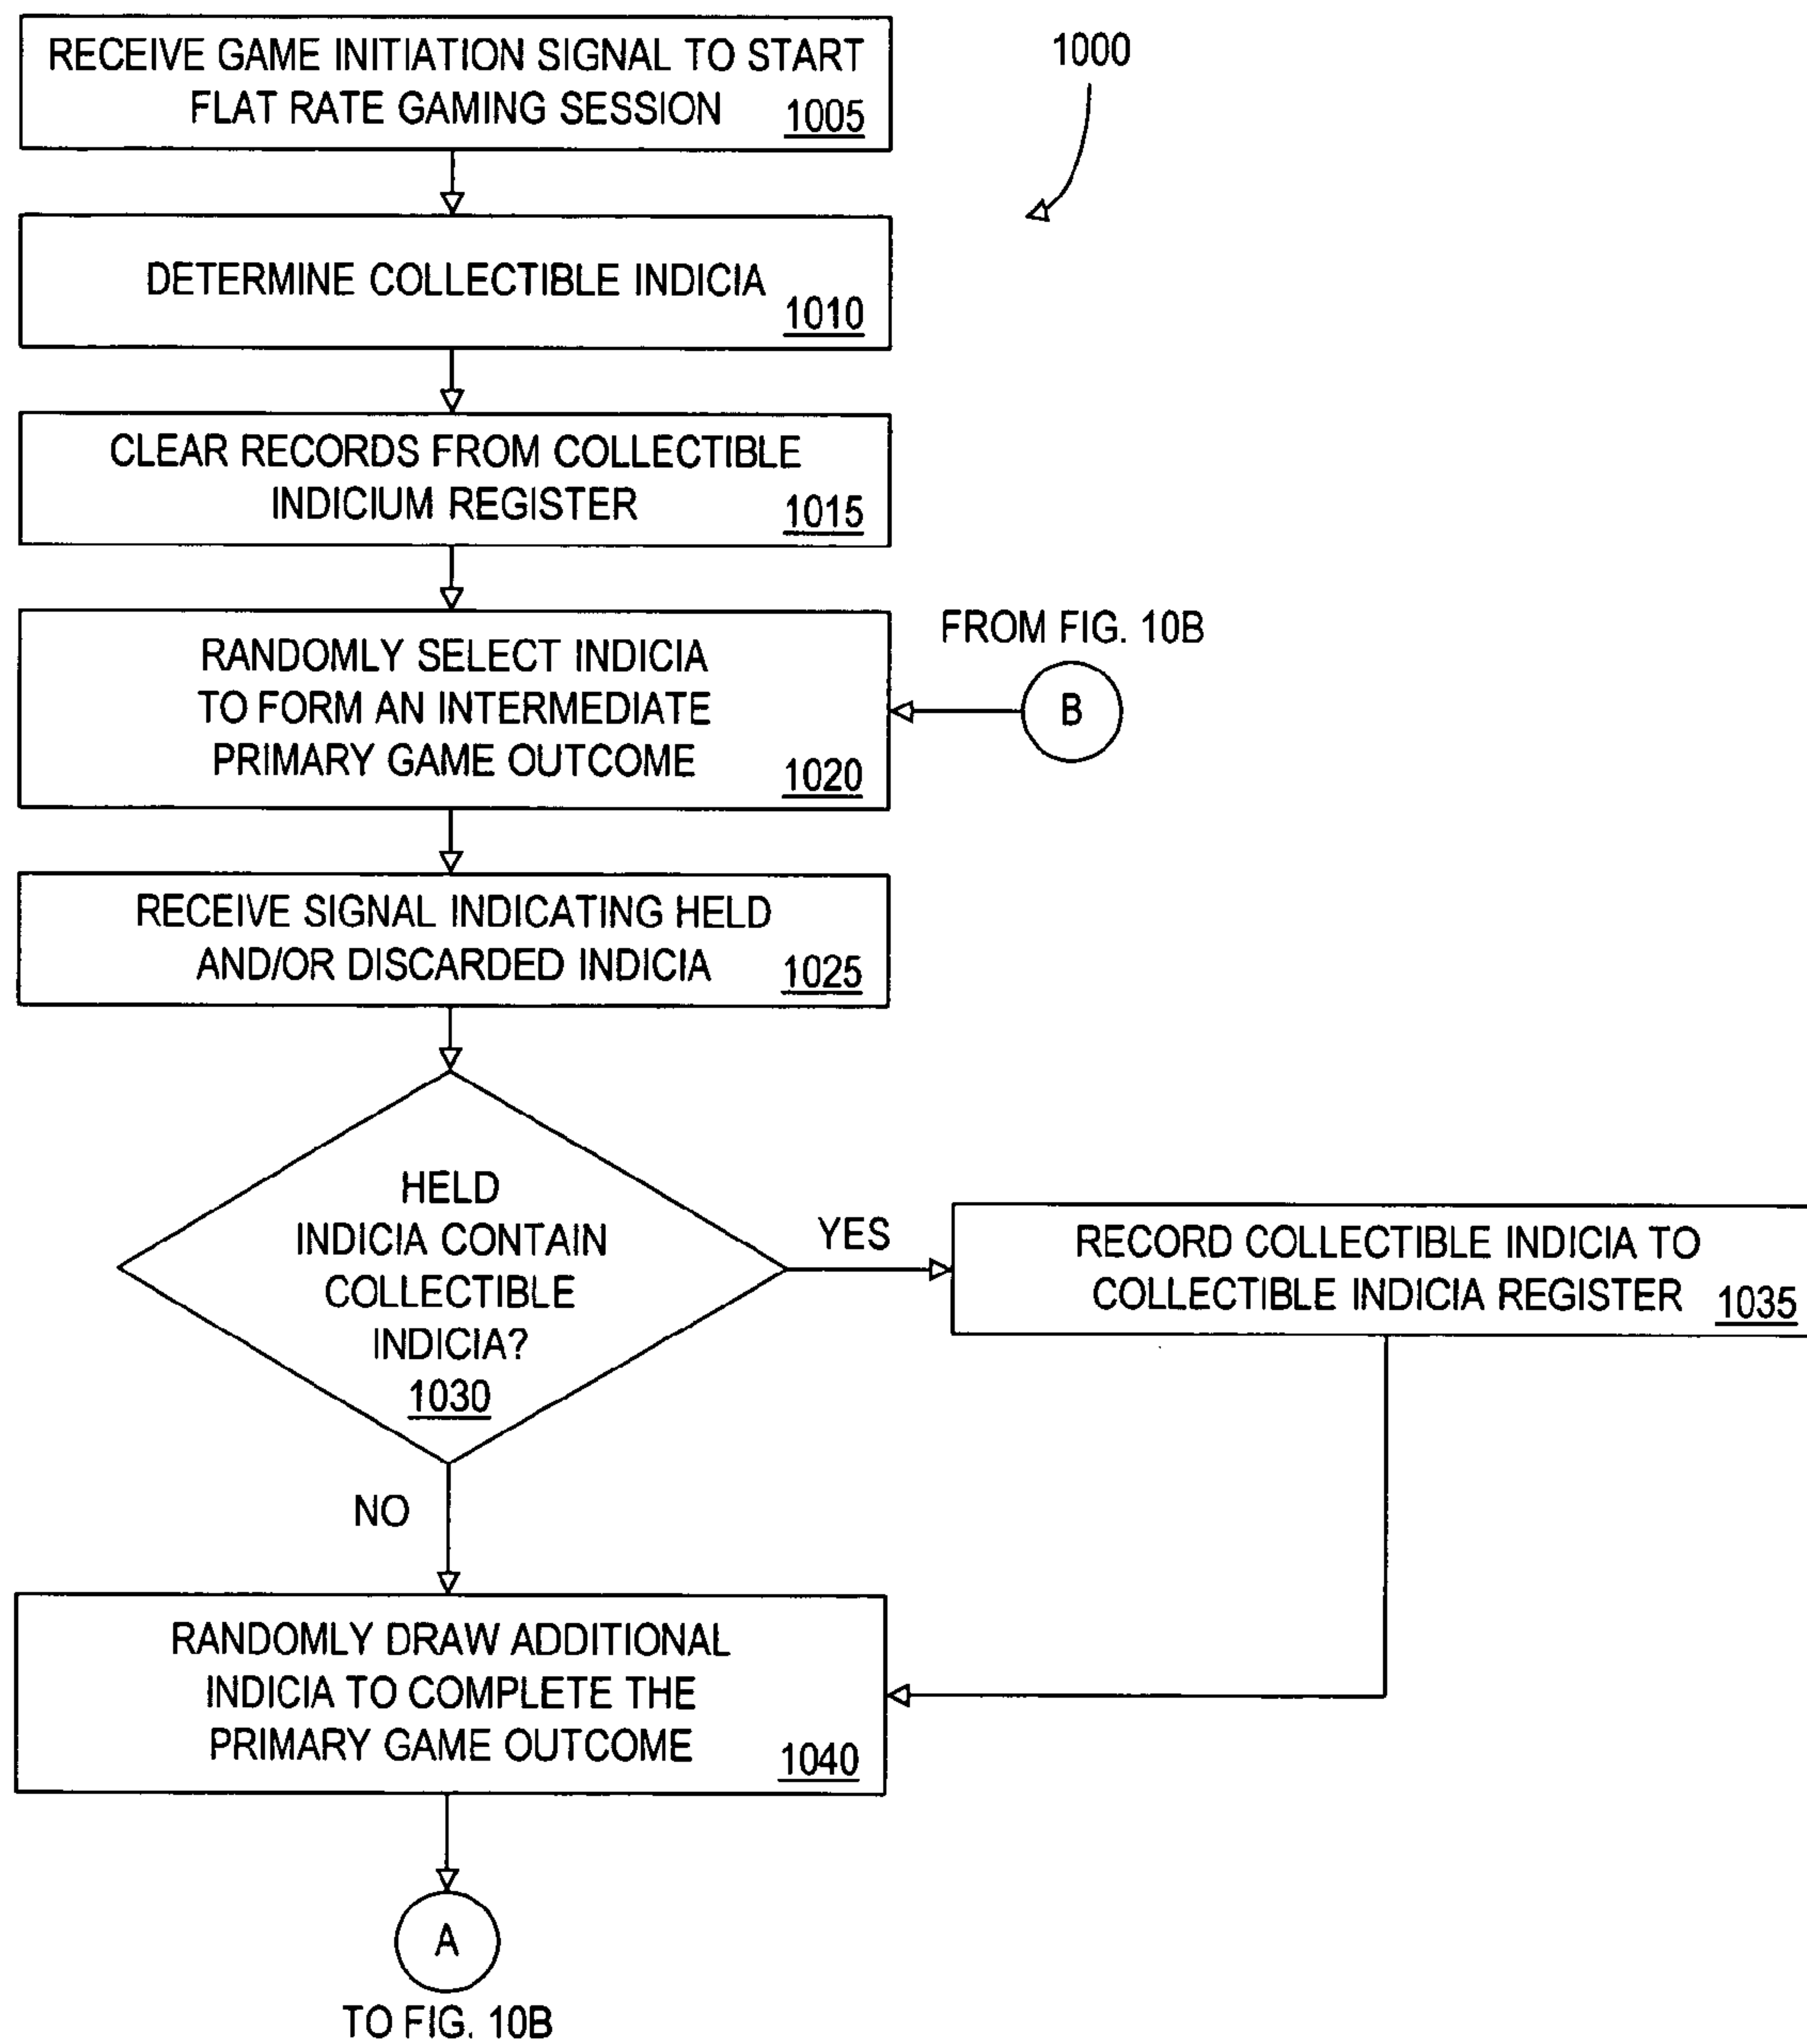 RECEIVE GAME INITIATION SIGNAL TO START
FLAT RATE GAMING SESSION 1005
1000
DETERMINE COLLECTIBLE INDICIA
1010
CLEAR RECORDS FROM COLLECTIBLE
INDICIUM REGISTER 1015
FROM FIG. 10B
RANDOMLY SELECT INDICIA
TO FORM AN INTERMEDIATE
PRIMARY GAME OUTCOME 1020
B
RECEIVE SIGNAL INDICATING HELD
AND/OR DISCARDED INDICIA 1025
HELD
INDICIA CONTAIN
COLLECTIBLE
INDICIA?
1030
YES
RECORD COLLECTIBLE INDICIA TO
COLLECTIBLE INDICIA REGISTER 1035
NO
RANDOMLY DRAW ADDITIONAL
INDICIA TO COMPLETE THE
PRIMARY GAME OUTCOME 1040
A
TO FIG. 10B